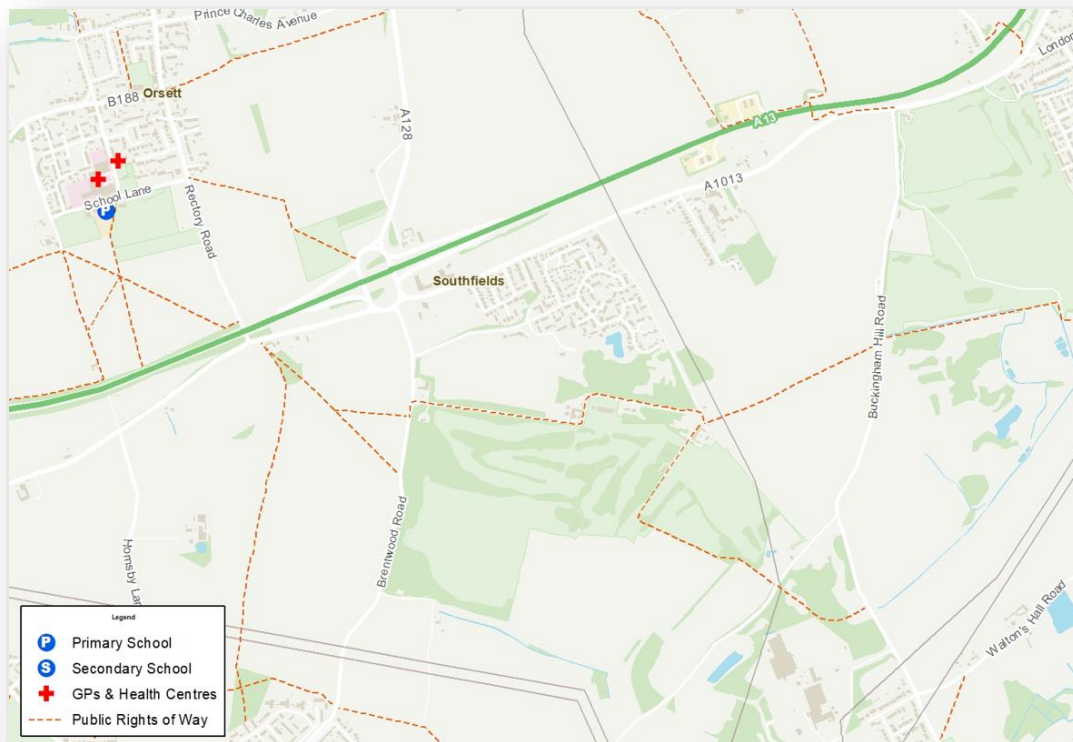 Prince Charles Avenue
London
B188
Orsett
A128
A13
A1013
School Lane
P
Rectory Road
Southfields
Buckingham Hill Road
Brentwood Road
Hornsby Lan
Walton's Hall Road
Legend
P Primary School
S Secondary School
GPs & Health Centres
Public Rights of Way